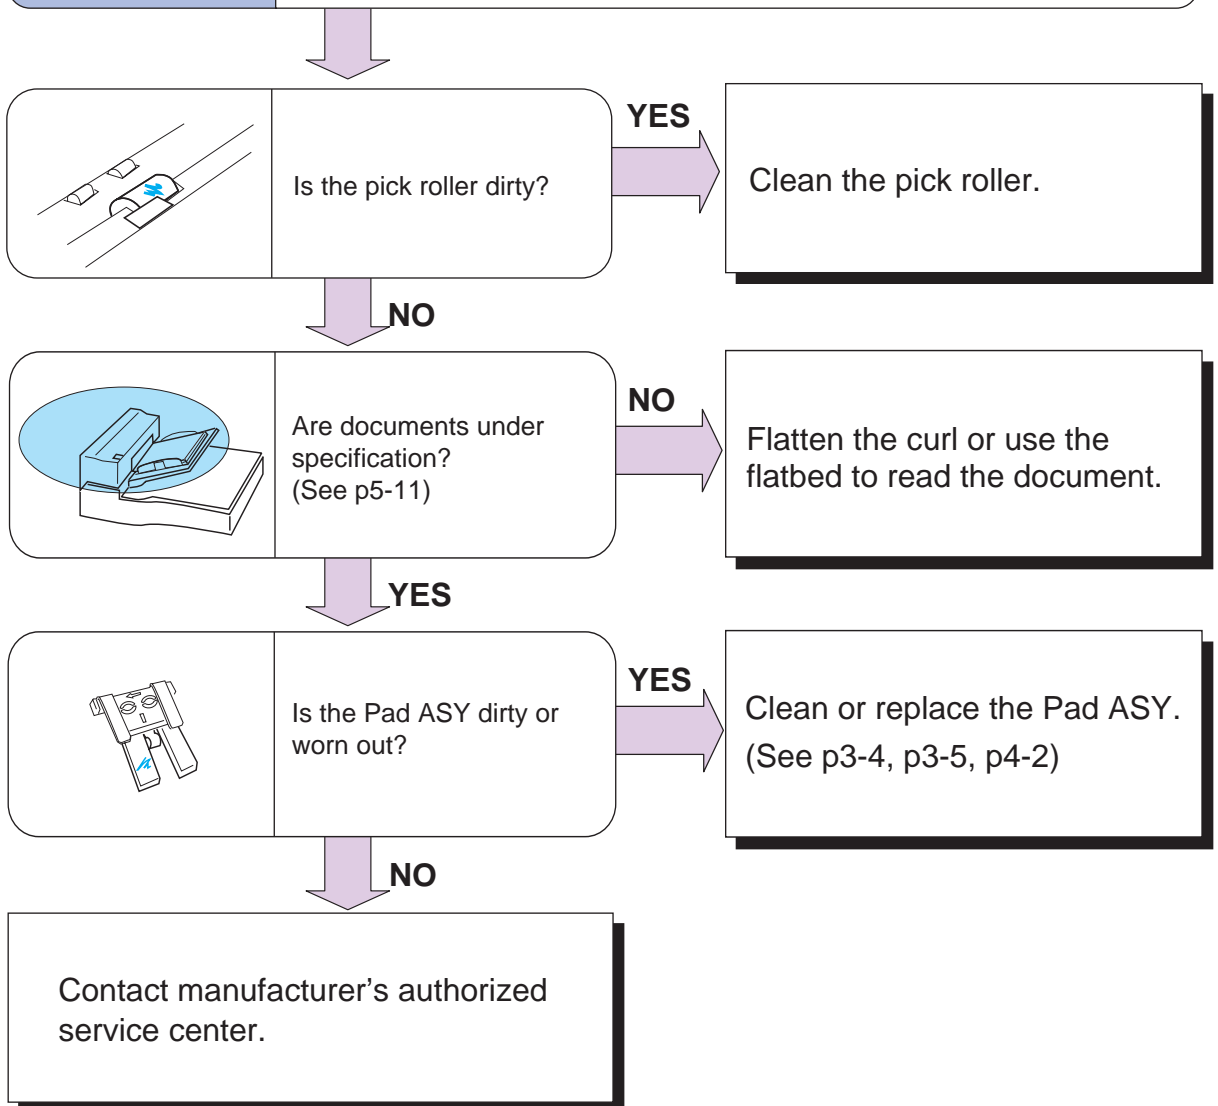 YES
Is the pick roller dirty?
Clean the pick roller.
NO
Are documents under
specification?
(See p5-11)
NO
Flatten the curl or use the
flatbed to read the document.
YES
Is the Pad ASY dirty or
worn out?
YES
Clean or replace the Pad ASY.
(See p3-4, p3-5, p4-2)
NO
Contact manufacturer’s authorized
service center.